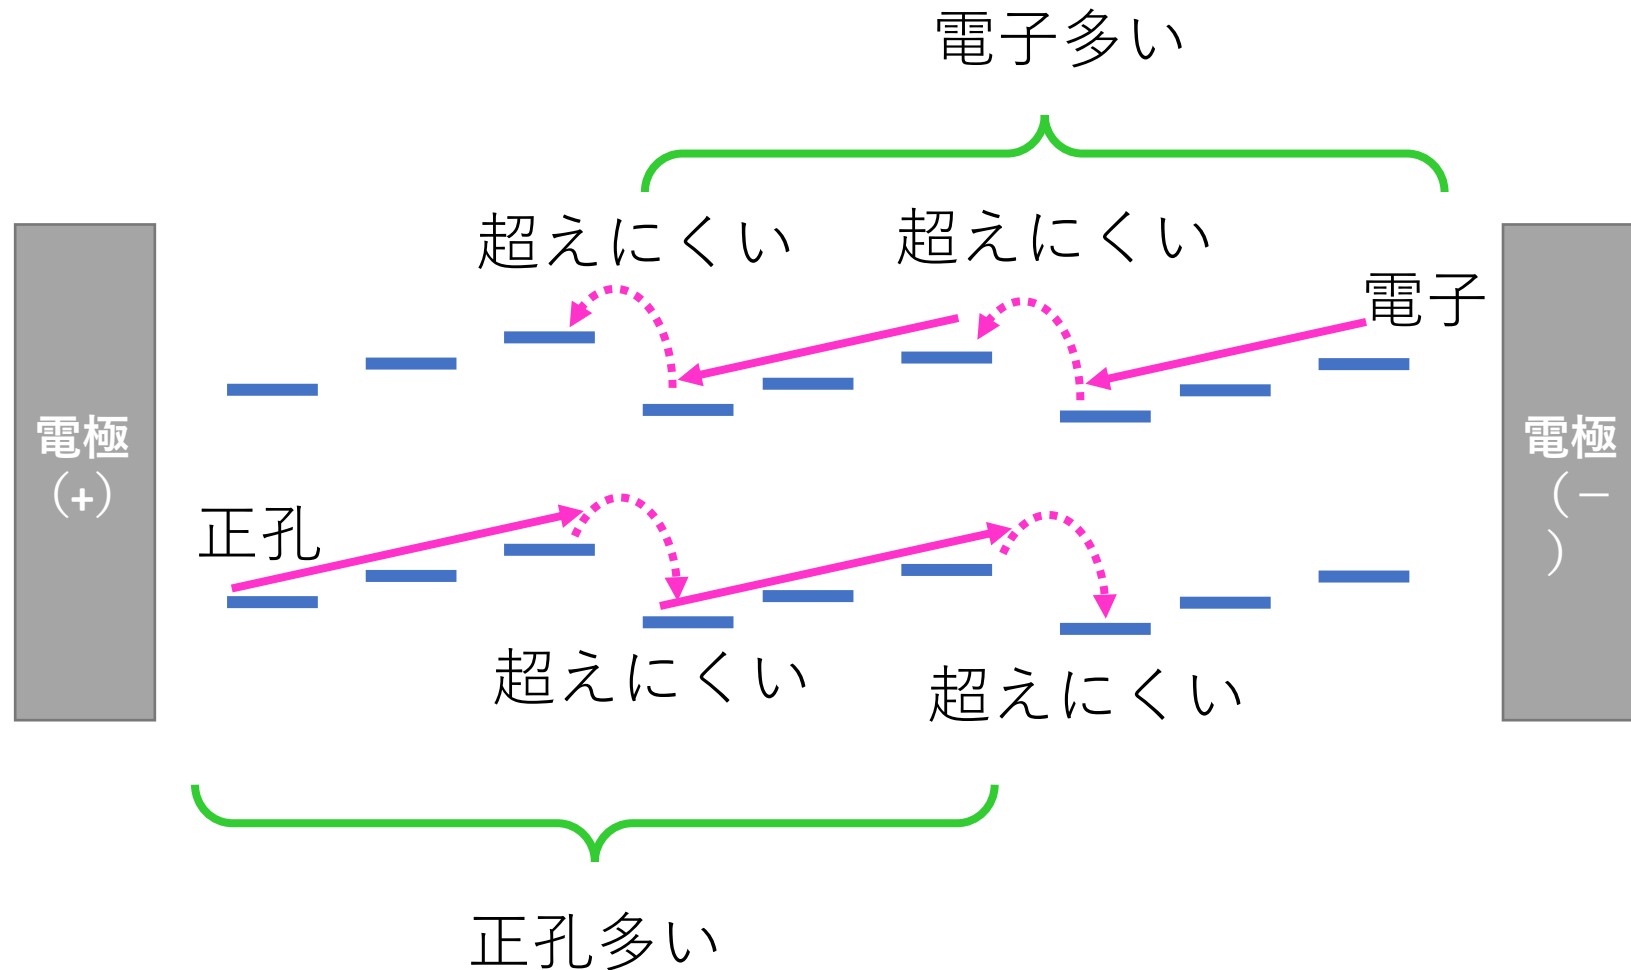 電子多い
超えにくい
超えにくい
電子
電極
（+）
電極
（－
）
正孔
超えにくい
超えにくい
正孔多い